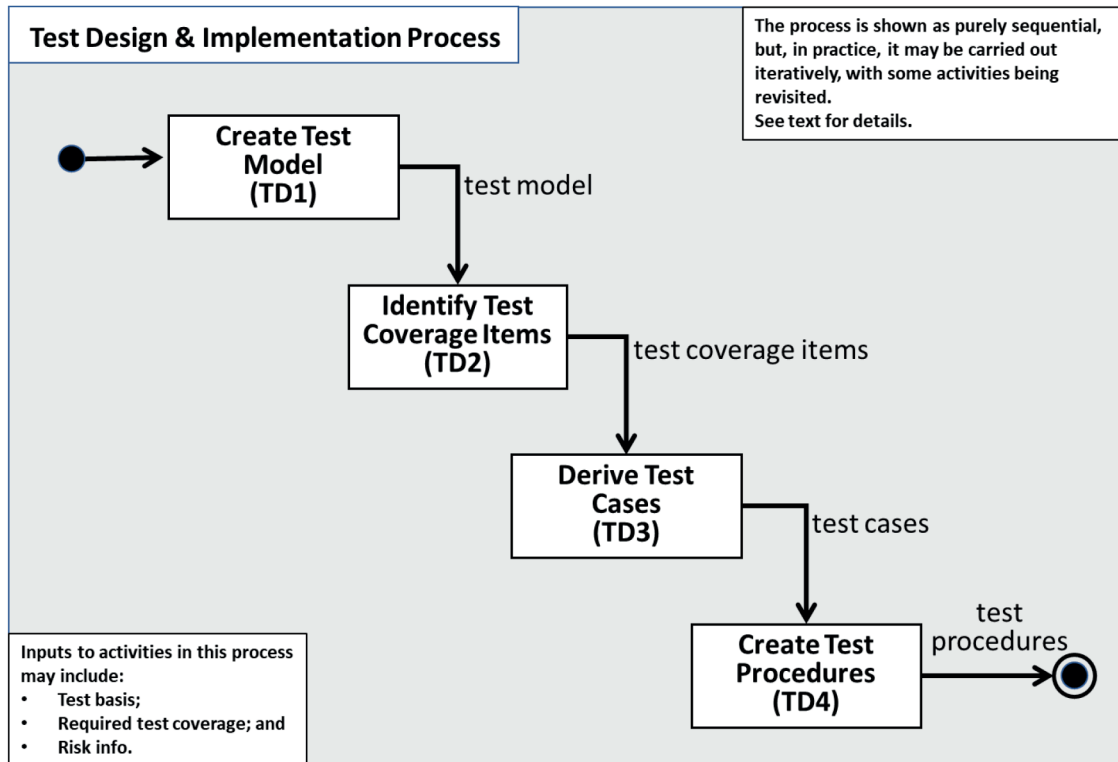 Test Design & Implementation Process
The process is shown as purely sequential,
but, in practice, it may be carried out
iteratively, with some activities being
revisited.
See text for details.
Create Test
Model
(TD1)
test model
Identify Test
Coverage Items
(TD2)
test coverage items
Derive Test
Cases
(TD3)
test cases
Create Test
Procedures
(TD4)
test
procedures
Inputs to activities in this process
may include:
• Test basis;
• Required test coverage; and
• Risk info.